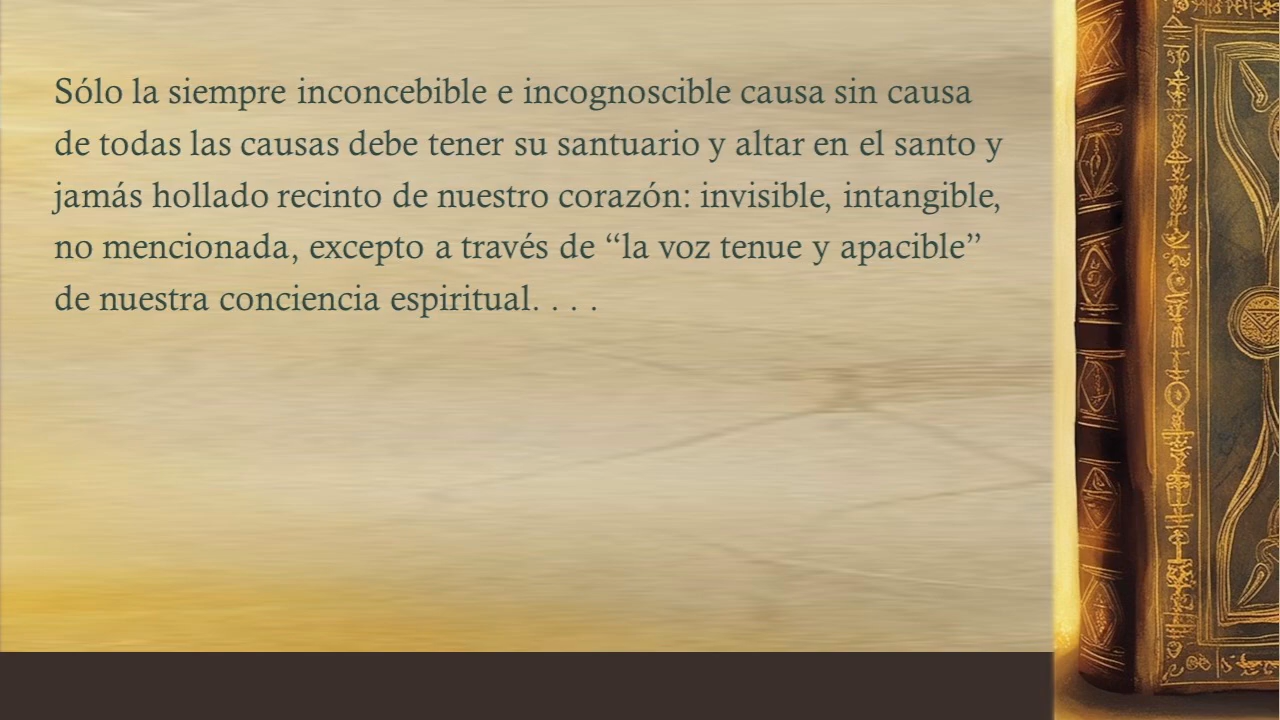 Sólo la siempre inconcebible e incognoscible causa sin causa
de todas las causas debe tener su santuario y altar en el santo y
jamás hollado recinto de nuestro corazón: invisible, intangible,
no mencionada, excepto a través de “la voz tenue y apacible”
de nuestra conciencia espiritual. . . .